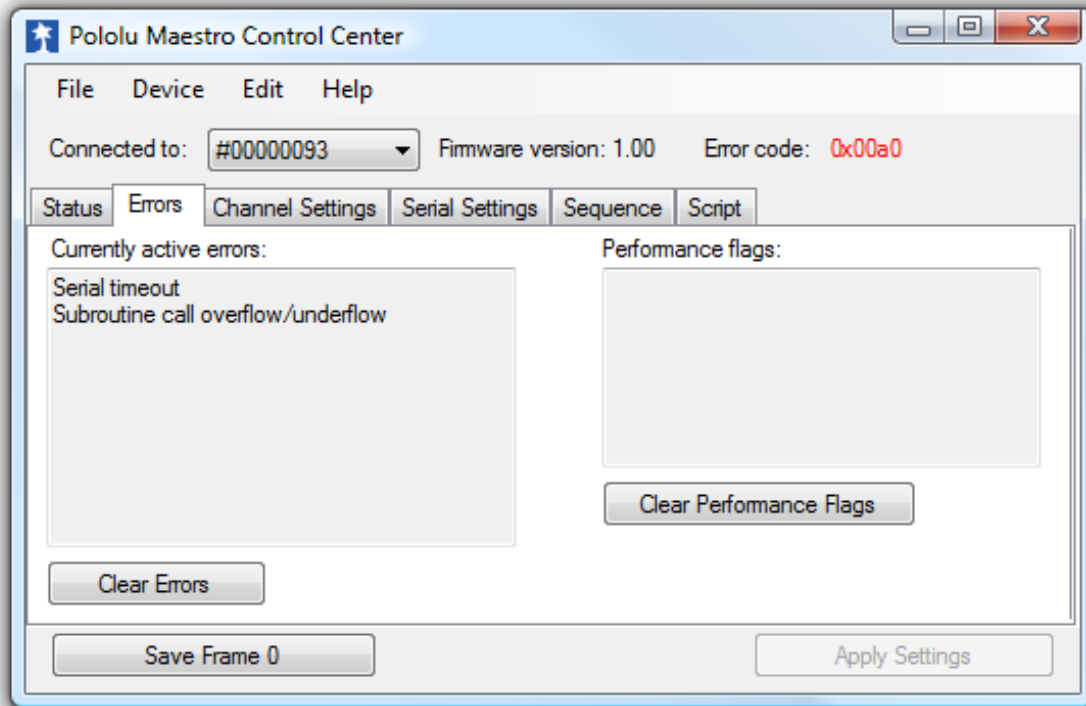 Pololu Maestro Control Center
File Device Edit Help
Connected to: #00000093 Firmware version: 1.00 Error code: 0x00a0
Status Errors Channel Settings Serial Settings Sequence Script
Currently active errors: Performance flags:
Serial timeout
Subroutine call overflow/underflow
Clear Performance Flags
Clear Errors
Save Frame 0 Apply Settings